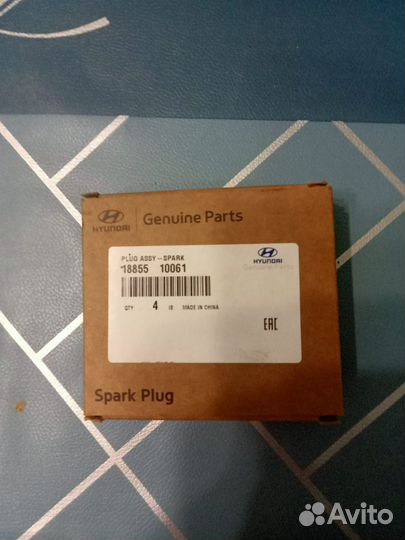 HYUNDAI
Genuine Parts
PLUG ASSY-SPARK
18855 10061
HYUNDAI
Genuine Parts
QTY: 4 MADE IN CHINA
EAC
Spark Plug
Avito